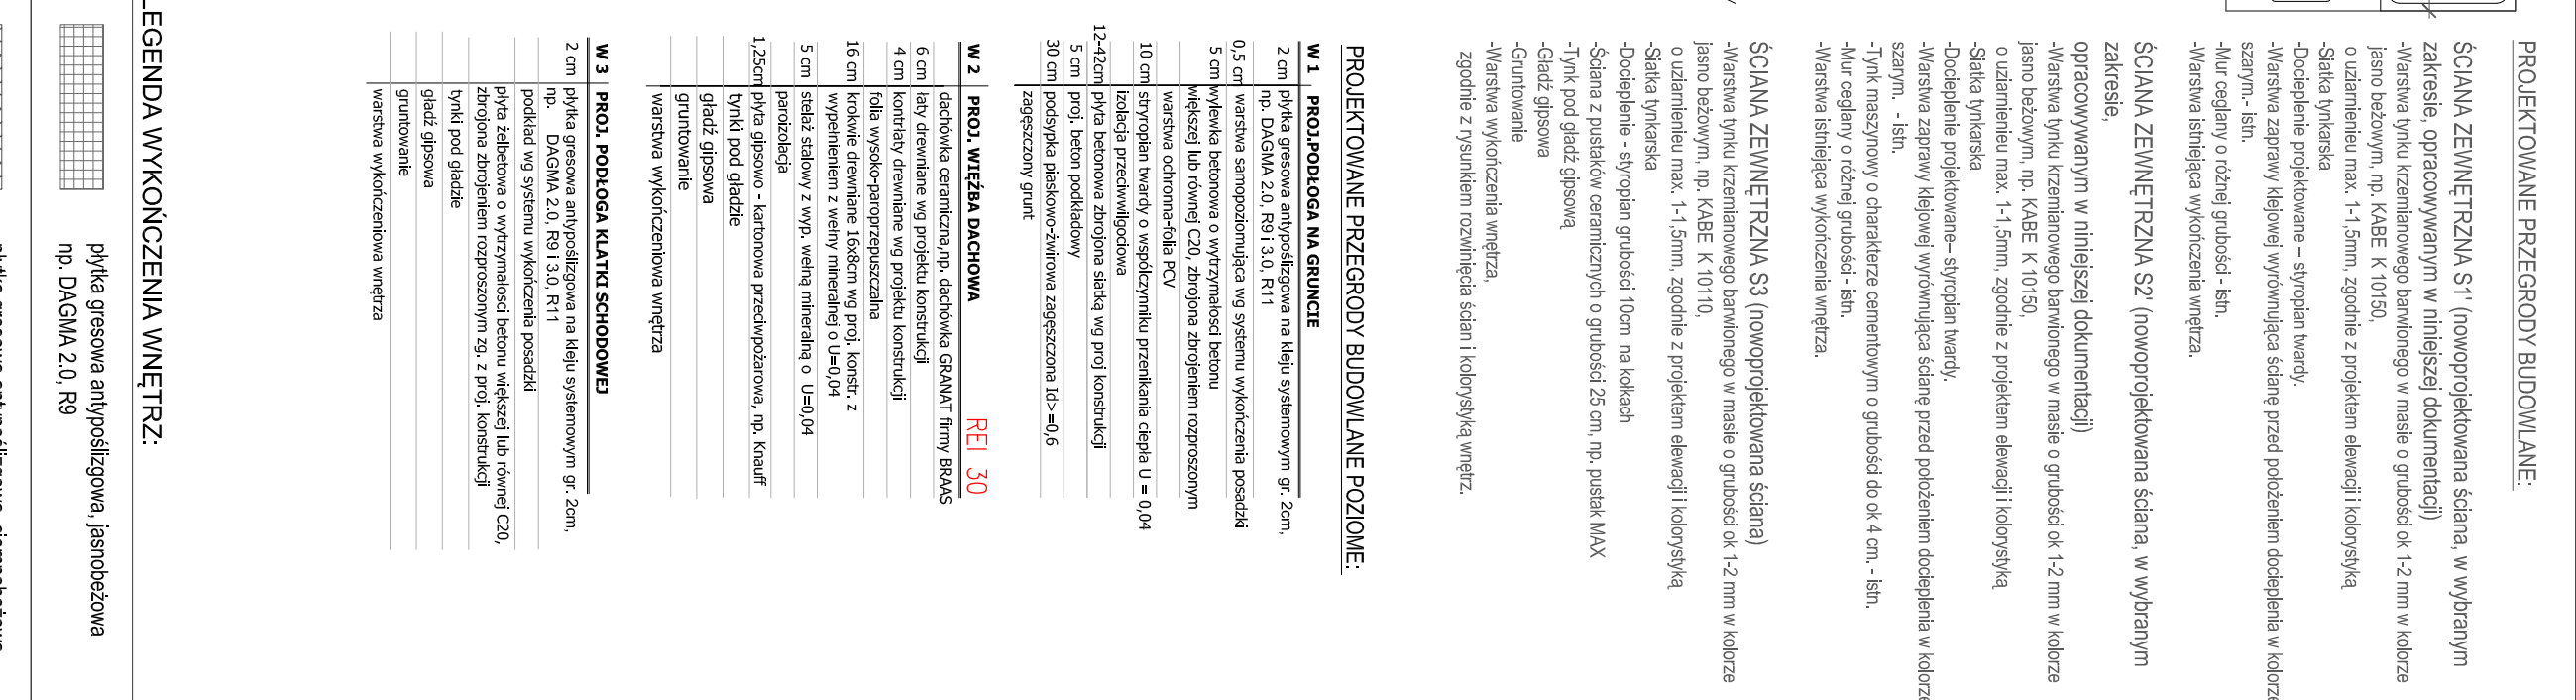 PROJEKTOWANE PRZEGRODY BUDOWLANE:
ŚCIANA ZEWNĘTRZNA S1' (nowoprojektowana ściana, w wybranym
zakresie, opracowywanym w niniejszej dokumentacji)
-Warstwa tynku krzemianowego barwionego w masie o grubości ok 1-2 mm w kolorze
jasno beżowym, np. KABE K 10150,
o uziarnieniu max. 1-1,5mm, zgodnie z projektem elewacji i kolorystyką
-Siatka tynkarska
-Docieplenie projektowane – styropian twardy.
-Warstwa zaprawy klejowej wyrównująca ścianę przed położeniem docieplenia w kolorze
szarym.- istn.
-Mur ceglany o różnej grubości - istn.
-Warstwa istniejąca wykończenia wnętrza.
ŚCIANA ZEWNĘTRZNA S2' (nowoprojektowana ściana, w wybranym
zakresie,
opracowywanym w niniejszej dokumentacji)
-Warstwa tynku krzemianowego barwionego w masie o grubości ok 1-2 mm w kolorze
jasno beżowym, np. KABE K 10150,
o uziarnieniu max. 1-1,5mm, zgodnie z projektem elewacji i kolorystyką
-Siatka tynkarska
-Docieplenie projektowane– styropian twardy.
-Warstwa zaprawy klejowej wyrównująca ścianę przed położeniem docieplenia w kolorze
szarym. - istn.
-Tynk maszynowy o charakterze cementowym o grubości do ok 4 cm, - istn.
-Mur ceglany o różnej grubości - istn.
-Warstwa istniejąca wykończenia wnętrza.
ŚCIANA ZEWNĘTRZNA S3 (nowoprojektowana ściana)
-Warstwa tynku krzemianowego barwionego w masie o grubości ok 1-2 mm w kolorze
jasno beżowym, np. KABE K 10110,
o uziarnieniu max. 1-1,5mm, zgodnie z projektem elewacji i kolorystyką
-Siatka tynkarska
-Docieplenie - styropian grubości 10cm na kołkach
-Ściana z pustaków ceramicznych o grubości 25 cm, np. pustak MAX
-Tynk pod gładź gipsową
-Gładź gipsowa
-Gruntowanie
-Warstwa wykończenia wnętrza,
zgodnie z rysunkiem rozwinięcia ścian i kolorystyką wnętrz.
PROJEKTOWANE PRZEGRODY BUDOWLANE POZIOME:
W 1 PROJ.PODŁOGA NA GRUNCIE
2 cm płytka gresowa antypoślizgowa na kleju systemowym gr. 2cm,
np. DAGMA 2.0, R9 i 3.0, R11
0,5 cm warstwa samopoziomująca wg systemu wykończenia posadzki
5 cm wylewka betonowa o wytrzymałosci betonu
większej lub równej C20, zbrojona zbrojeniem rozproszonym
warstwa ochronna-folia PCV
10 cm stryropian twardy o współczynniku przenikania ciepła U = 0,04
izolacja przeciwwilgociowa
12-42cm płyta betonowa zbrojona siatką wg proj konstrukcji
5 cm proj. beton podkładowy
30 cm podsypka piaskowo-żwirowa zagęszczona Id>=0,6
zagęszczony grunt
W 2 PROJ. WIĘŹBA DACHOWA REI 30
dachówka ceramiczna,np. dachówka GRANAT firmy BRAAS
6 cm łaty drewniane wg projektu konstrukcji
4 cm kontrłaty drewniane wg projektu konstrukcji
folia wysoko-paroprzepuszczalna
16 cm krokwie drewniane 16x8cm wg proj. konstr. z
wypełnieniem z wełny mineralnej o U=0,04
5 cm stelaż stalowy z wyp. wełną mineralną o U=0,04
paroizolacja
1,25cm płyta gipsowo - kartonowa przeciwpożarowa, np. Knauff
tynki pod gładzie
gładź gipsowa
gruntowanie
warstwa wykończeniowa wnętrza
W 3 PROJ. PODŁOGA KLATKI SCHODOWEJ
2 cm płytka gresowa antypoślizgowa na kleju systemowym gr. 2cm,
np. DAGMA 2.0, R9 i 3.0, R11
podkład wg systemu wykończenia posadzki
płyta żelbetowa o wytrzymałosci betonu większej lub równej C20,
zbrojona zbrojeniem rozproszonym zg. z proj. konstrukcji
tynki pod gładzie
gładź gipsowa
gruntowanie
warstwa wykończeniowa wnętrza
LEGENDA WYKOŃCZENIA WNĘTRZ:
płytka gresowa antypoślizgowa, jasnobeżowa
np. DAGMA 2.0, R9